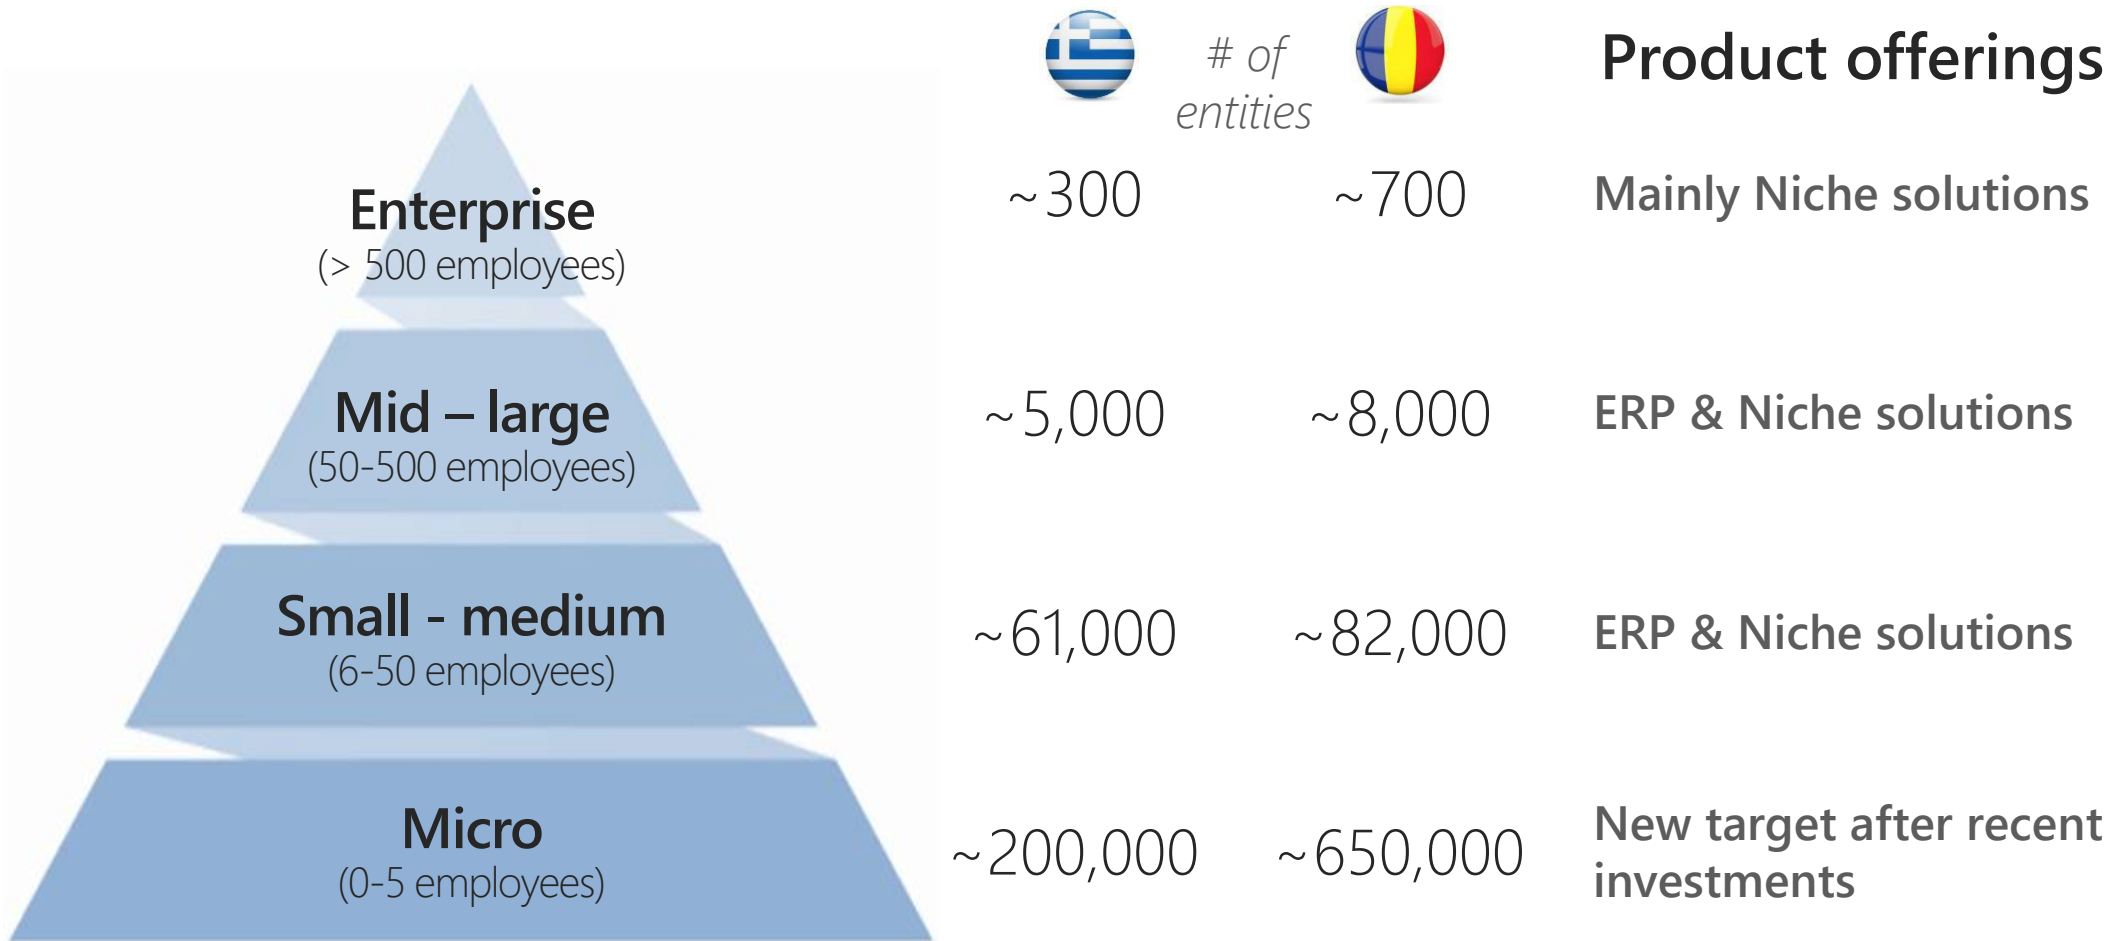 # of
entities
Product offerings
Enterprise
(> 500 employees)
~300
~700
Mainly Niche solutions
Mid – large
(50-500 employees)
~5,000
~8,000
ERP & Niche solutions
Small - medium
(6-50 employees)
~61,000
~82,000
ERP & Niche solutions
Micro
(0-5 employees)
~200,000
~650,000
New target after recent
investments